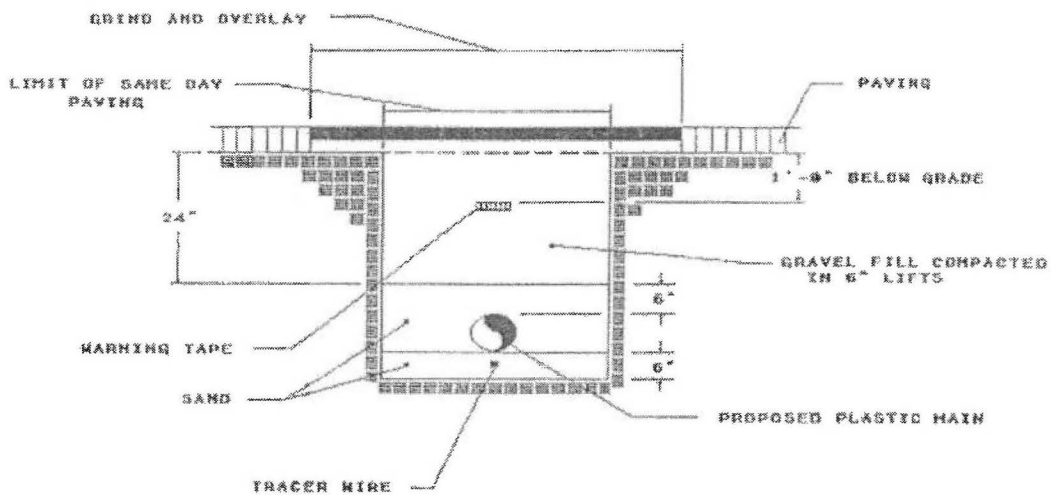 GRIND AND OVERLAY
LIMIT OF SAME DAY
PAVING
PAVING
1'-0" BELOW GRADE
24"
GRAVEL FILL COMPACTED
IN 6" LIFTS
6"
WARNING TAPE
6"
SAND
PROPOSED PLASTIC MAIN
TRACER WIRE